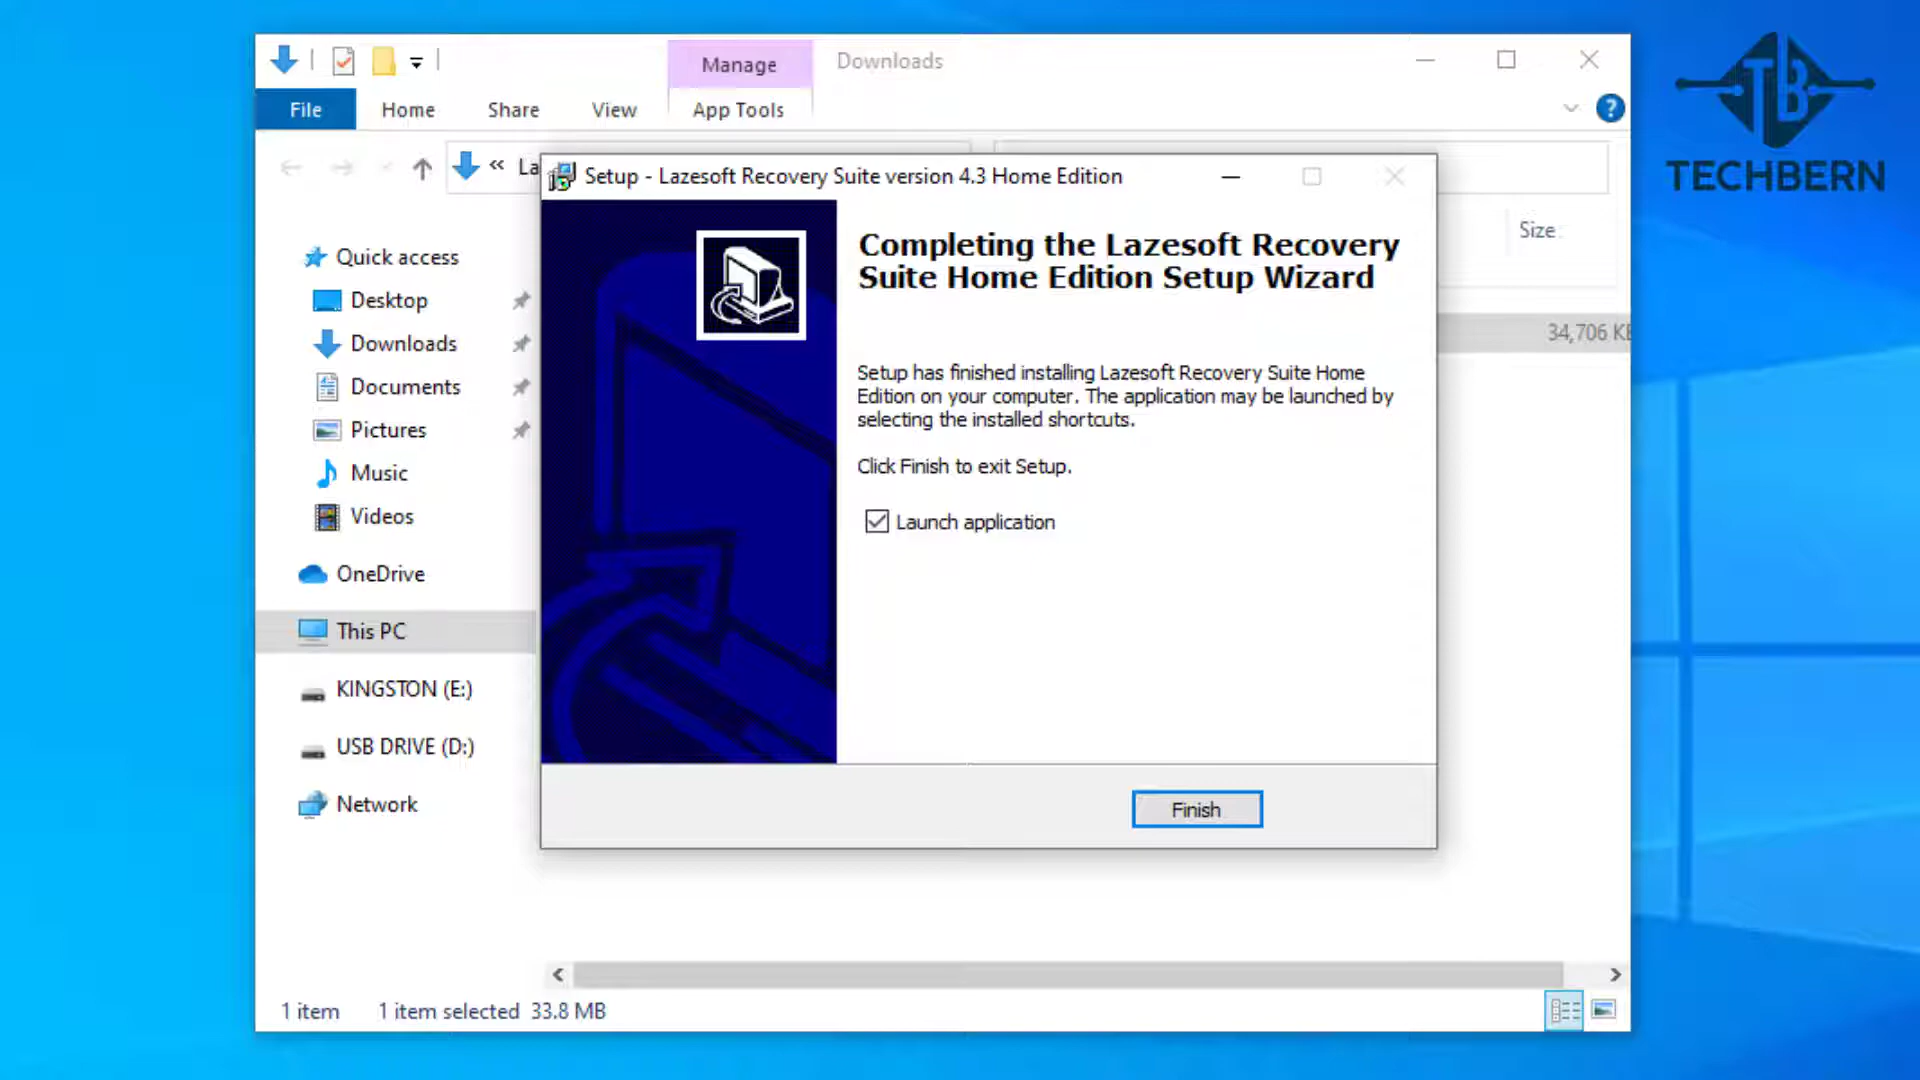 Manage
Downloads
File
Home
Share
View
App Tools
?
TB
TECHBERN
«
La
Setup - Lazesoft Recovery Suite version 4.3 Home Edition
Size
Completing the Lazesoft Recovery
Suite Home Edition Setup Wizard
34,706 KB
Setup has finished installing Lazesoft Recovery Suite Home
Edition on your computer. The application may be launched by
selecting the installed shortcuts.
Click Finish to exit Setup.
Launch application
Finish
Quick access
Desktop
Downloads
Documents
Pictures
Music
Videos
OneDrive
This PC
KINGSTON (E:)
USB DRIVE (D:)
Network
1 item
1 item selected 33.8 MB